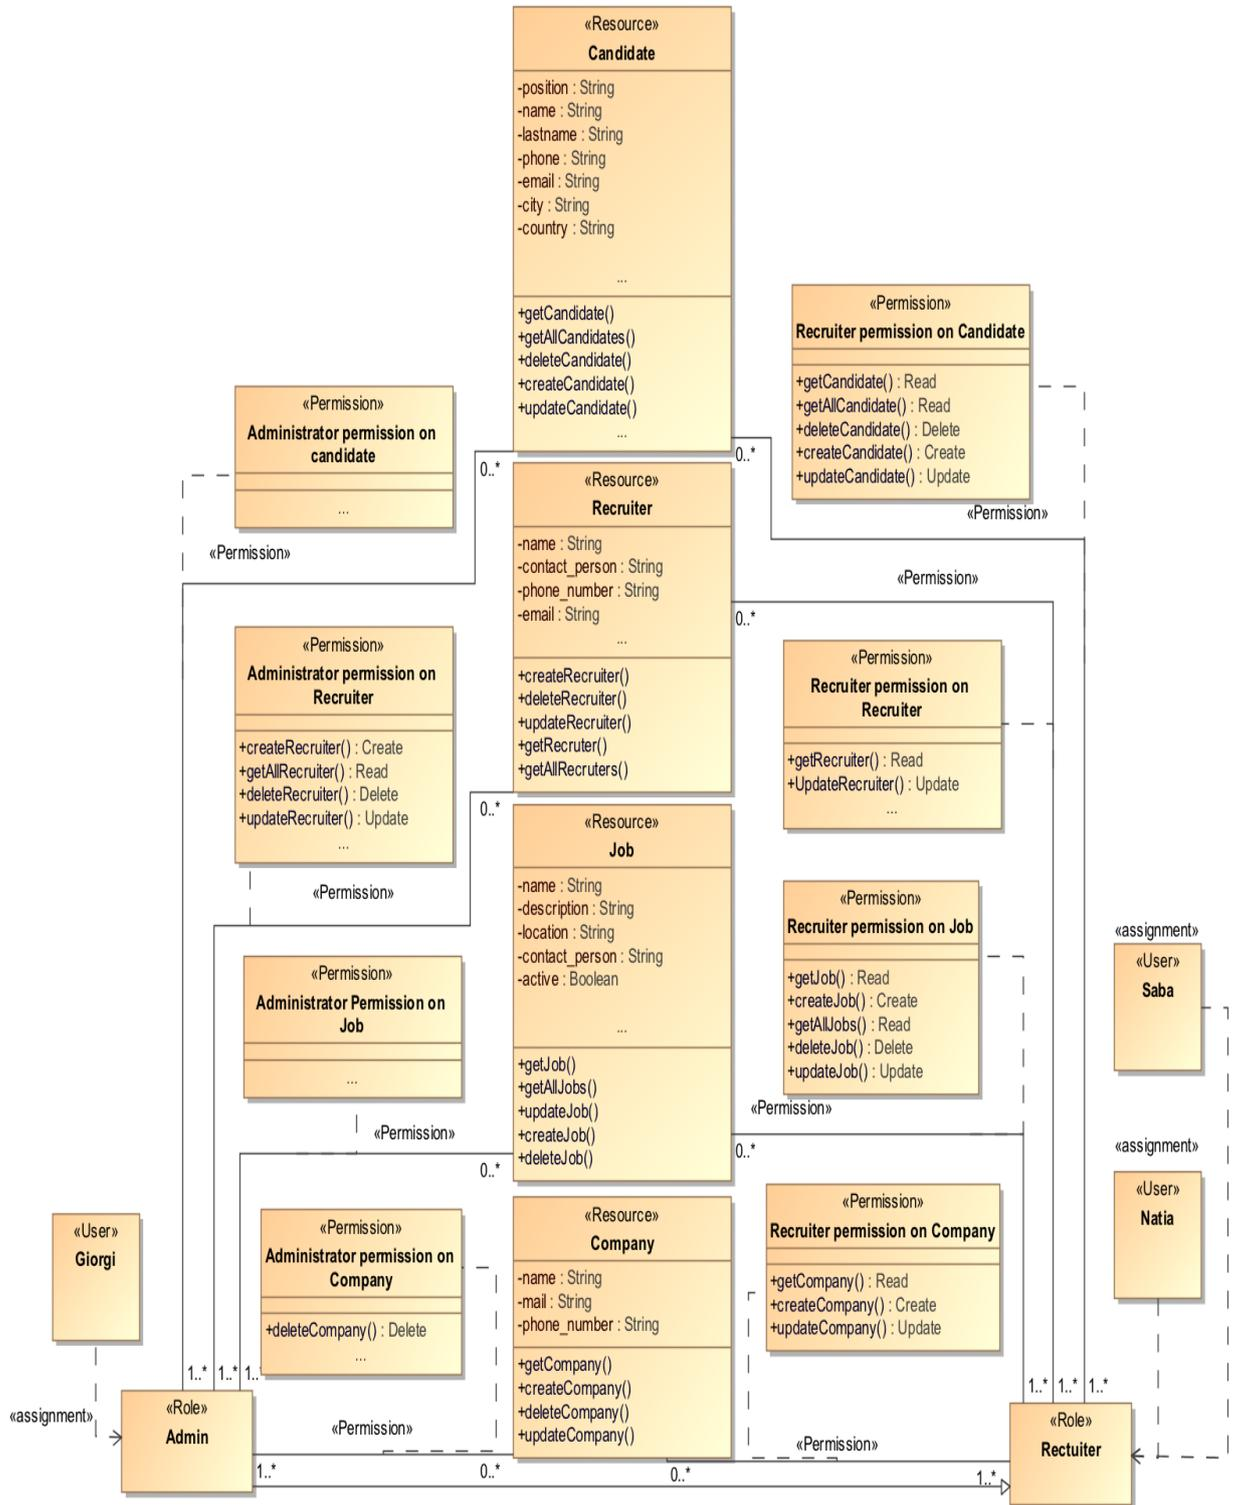 «Resource»
Candidate
-position : String
-name : String
-lastname : String
-phone : String
-email : String
-city : String
-country : String
...
+getCandidate()
+getAllCandidates()
+deleteCandidate()
+createCandidate()
+updateCandidate()
...
0..*
0..*
«Permission»
Recruiter permission on Candidate
+getCandidate() : Read
+getAllCandidate() : Read
+deleteCandidate() : Delete
+createCandidate() : Create
+updateCandidate() : Update
«Permission»
«Permission»
Administrator permission on
candidate
...
«Permission»
«Resource»
Recruiter
-name : String
-contact_person : String
-phone_number : String
-email : String
...
+createRecruiter()
+deleteRecruiter()
+updateRecruiter()
+getRecruter()
+getAllRecruters()
0..*
0..*
«Permission»
«Permission»
Administrator permission on
Recruiter
+createRecruiter() : Create
+getAllRecruiter() : Read
+deleteRecruiter() : Delete
+updateRecruiter() : Update
...
«Permission»
«Permission»
Recruiter permission on
Recruiter
+getRecruiter() : Read
+UpdateRecruiter() : Update
...
«Resource»
Job
-name : String
-description : String
-location : String
-contact_person : String
-active : Boolean
...
+getJob()
+getAllJobs()
+updateJob()
+createJob()
+deleteJob()
0..*
0..*
«Permission»
Recruiter permission on Job
+getJob() : Read
+createJob() : Create
+getAllJobs() : Read
+deleteJob() : Delete
+updateJob() : Update
«Permission»
«Permission»
Administrator Permission on
Job
...
«Permission»
«assignment»
«User»
Saba
«assignment»
«User»
Natia
«User»
Giorgi
«assignment»
«Permission»
Administrator permission on
Company
+deleteCompany() : Delete
...
«Resource»
Company
-name : String
-mail : String
-phone_number : String
+getCompany()
+createCompany()
+deleteCompany()
+updateCompany()
«Permission»
Recruiter permission on Company
+getCompany() : Read
+createCompany() : Create
+updateCompany() : Update
1..*
1..*
1..
1..*
1..*
1..*
«Role»
Admin
«Permission»
«Permission»
«Role»
Rectuiter
1..*
0..*
0..*
1..*